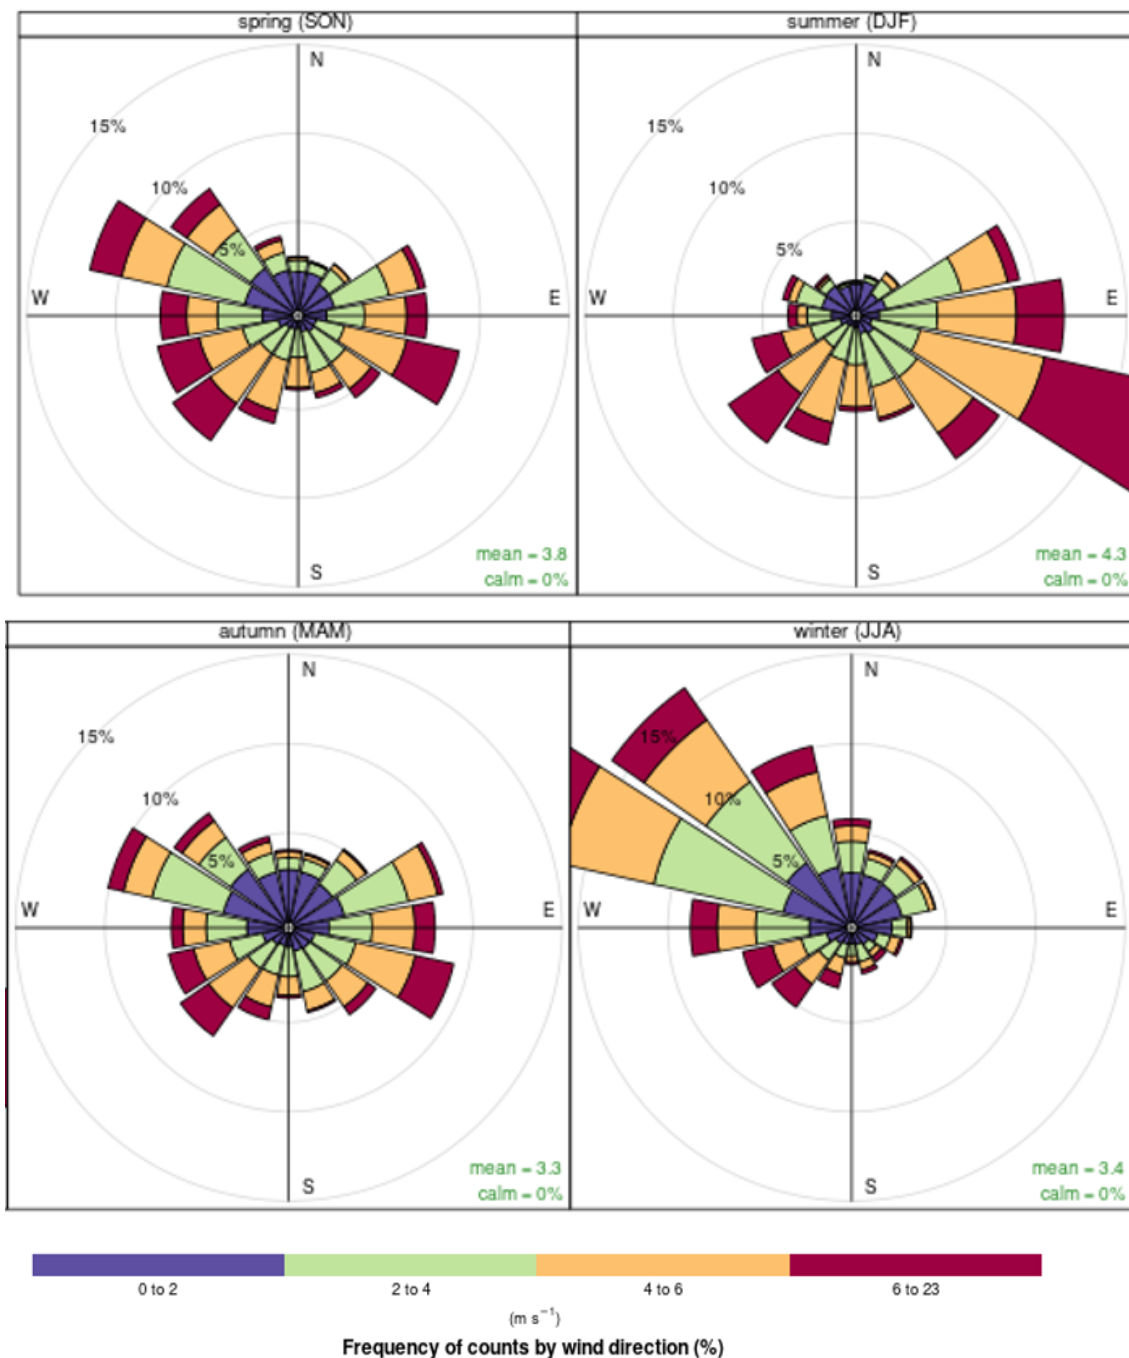 spring (SON)
summer (DJF)
N
15%
10%
5%
W
E
S
mean = 3.8
calm = 0%
N
15%
10%
5%
W
E
S
mean = 4.3
calm = 0%
autumn (MAM)
winter (JJA)
N
15%
10%
5%
W
E
S
mean = 3.3
calm = 0%
N
15%
10%
5%
W
E
S
mean = 3.4
calm = 0%
0 to 2
2 to 4
4 to 6
6 to 23
(m s⁻¹)
Frequency of counts by wind direction (%)